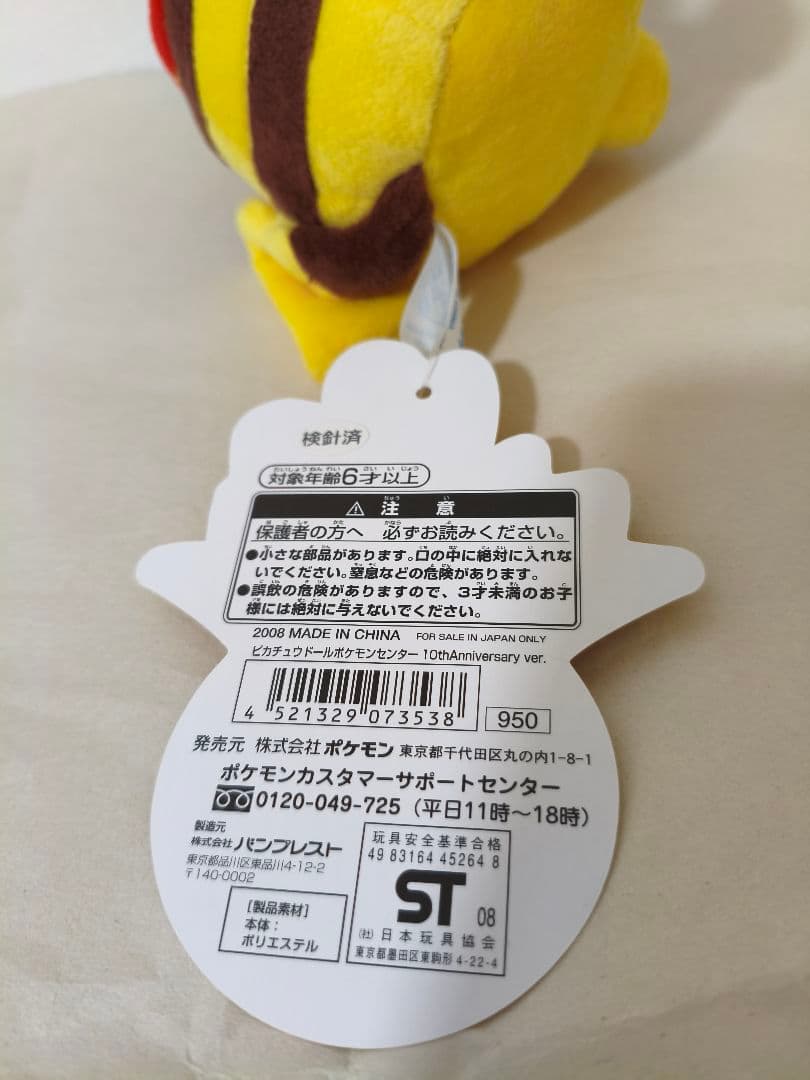 検針済
対象年齢6才以上
⚠ 注意
保護者の方へ 必ずお読みください。
●小さな部品があります。口の中に絶対に入れな
いでください。窒息などの危険があります。
●誤飲の危険がありますので、3才未満のお子
様には絶対に与えないでください。
2008 MADE IN CHINA FOR SALE IN JAPAN ONLY
ピカチュウドールポケモンセンター 10thAnniversary ver.
4 521329 073538
950
発売元 株式会社ポケモン 東京都千代田区丸の内1-8-1
ポケモンカスタマーサポートセンター
0120-049-725（平日11時〜18時）
製造元
株式会社 バンプレスト
東京都品川区東品川4-12-2
〒140-0002
[製品素材]
本体：
ポリエステル
玩具安全基準合格
49 83164 45264 8
ST 08
(社)日本玩具協会
東京都墨田区東駒形4-22-4